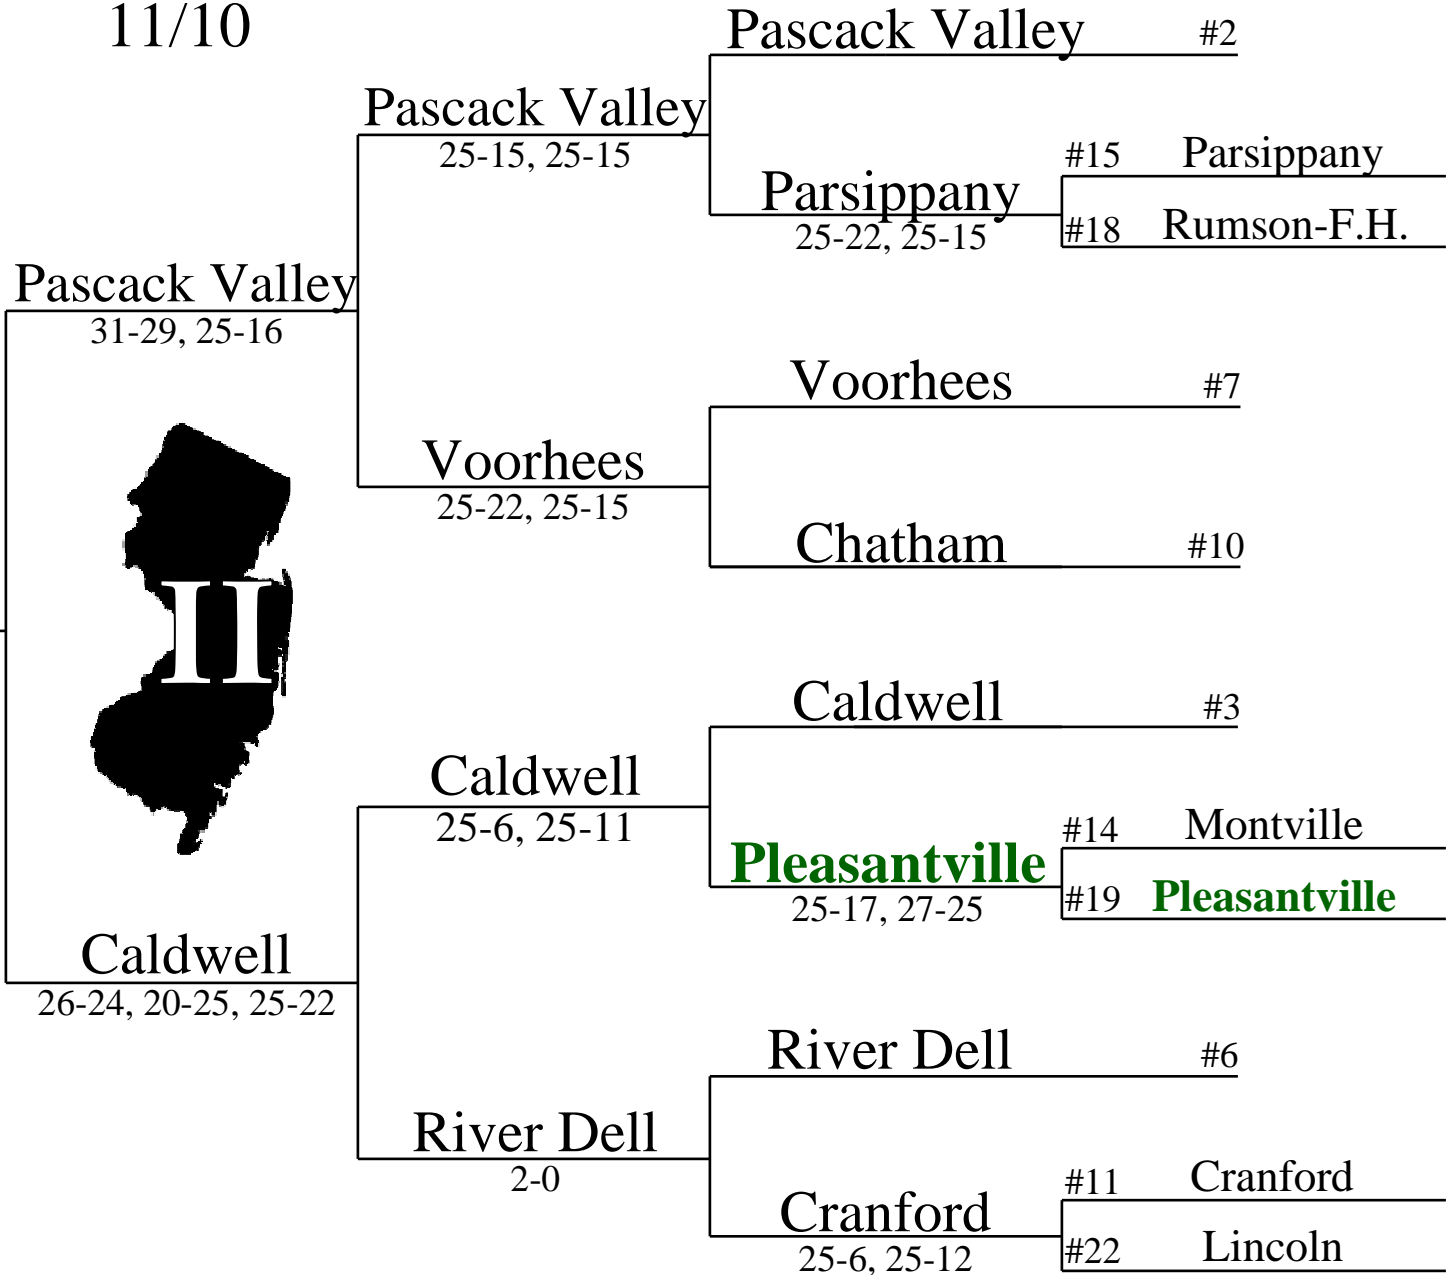 11/10
Pascack Valley #2
Pascack Valley
25-15, 25-15
#15 Parsippany
Parsippany
25-22, 25-15
#18 Rumson-F.H.
Pascack Valley
31-29, 25-16
Voorhees #7
Voorhees
25-22, 25-15
Chatham #10
II
Caldwell #3
Caldwell
25-6, 25-11
#14 Montville
Pleasantville
25-17, 27-25
#19 Pleasantville
Caldwell
26-24, 20-25, 25-22
River Dell #6
River Dell
2-0
#11 Cranford
Cranford
25-6, 25-12
#22 Lincoln